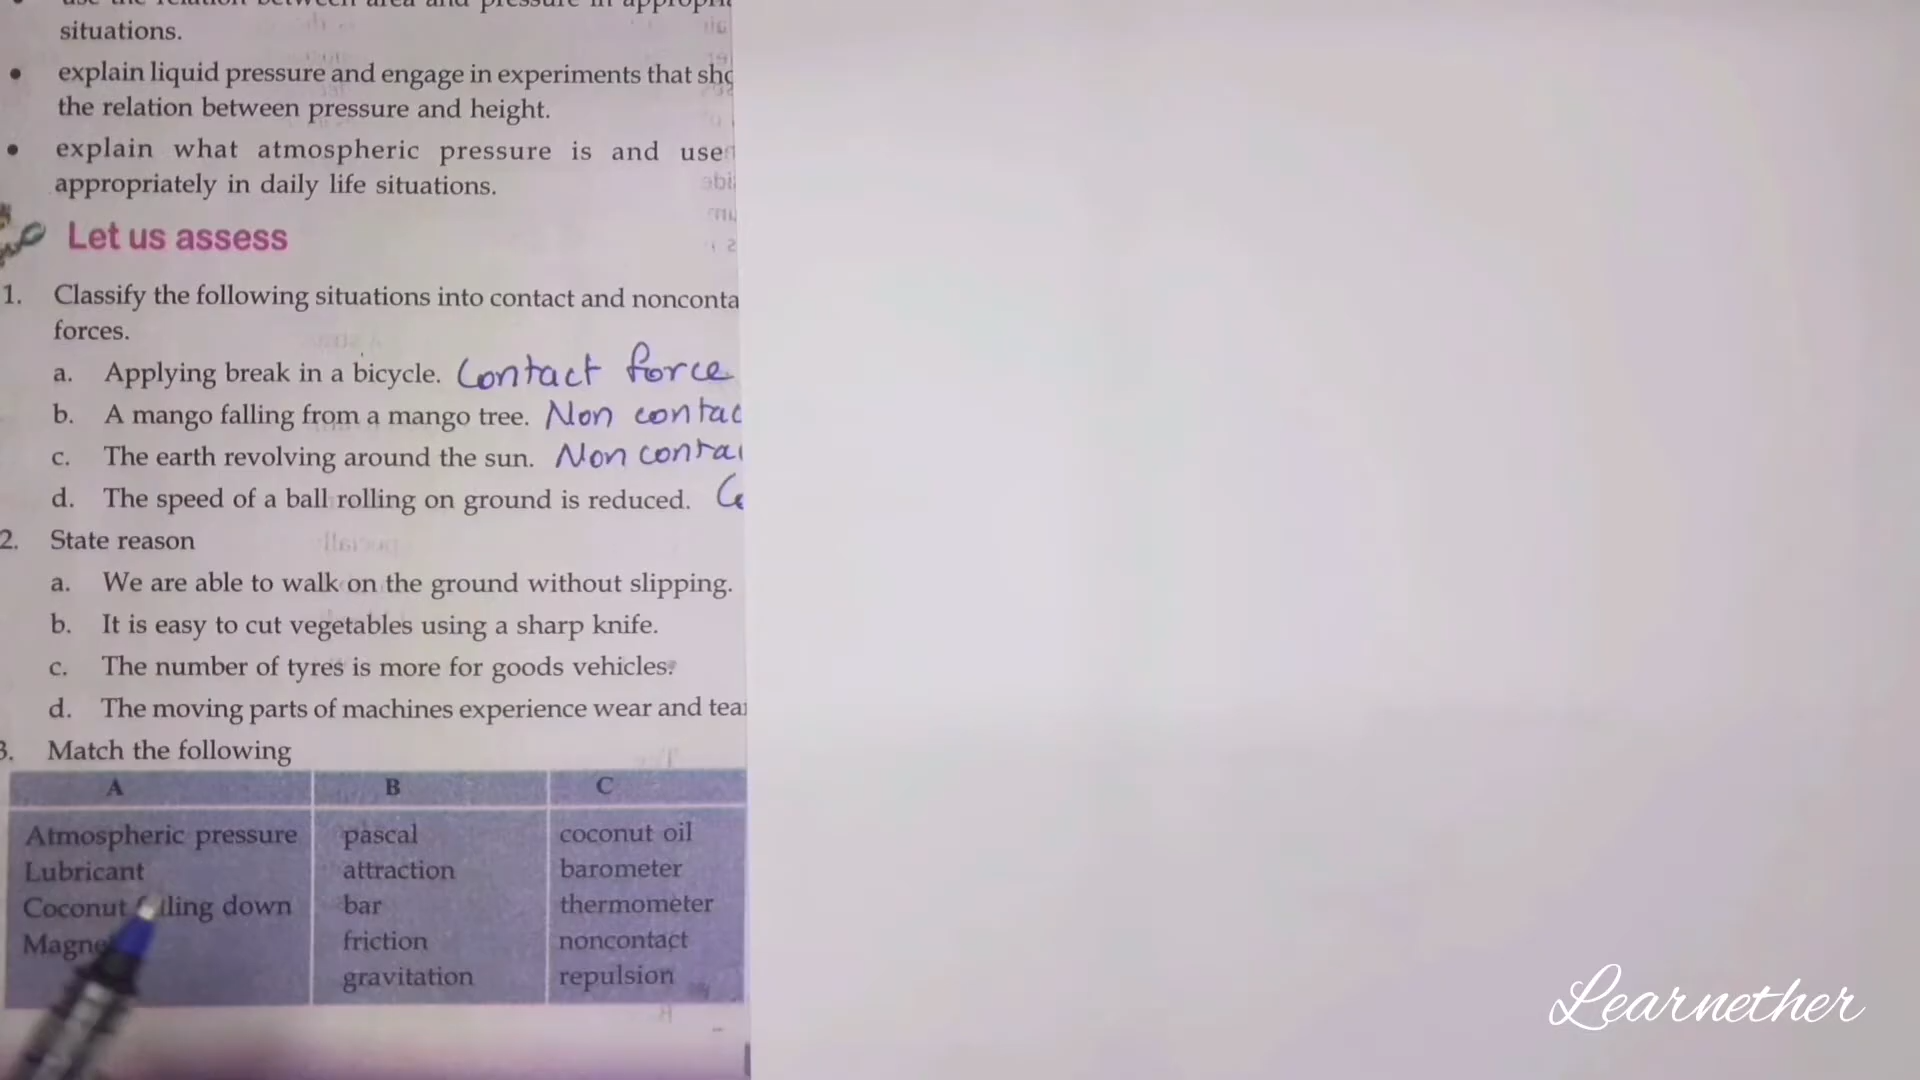 situations.
• explain liquid pressure and engage in experiments that
the relation between pressure and height.
• explain what atmospheric pressure is and use
appropriately in daily life situations.
Let us assess
1. Classify the following situations into contact and
forces.
a. Applying break in a bicycle. Contact force
b. A mango falling from a mango tree. Non
c. The earth revolving around the sun. Non
d. The speed of a ball rolling on ground is reduced.
2. State reason
a. We are able to walk on the ground without slipping.
b. It is easy to cut vegetables using a sharp knife.
c. The number of tyres is more for goods vehicles.
d. The moving parts of machines experience wear and
3. Match the following
A B C
Atmospheric pressure pascal coconut oil
Lubricant attraction barometer
Coconut down bar thermometer
friction noncontact
gravitation repulsion
Learnether